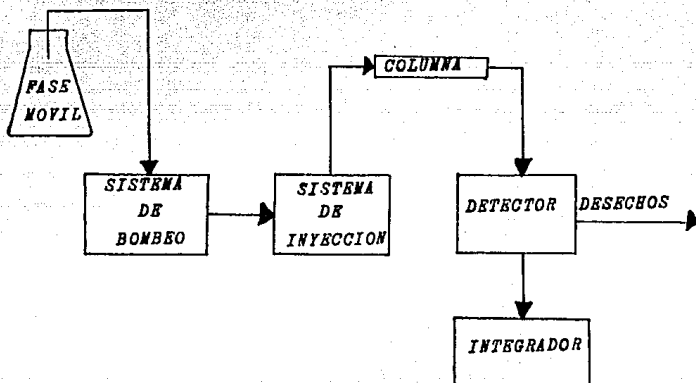 FASE
MOVIL
COLUMNA
SISTEMA
DE
BOMBEO
SISTEMA
DE
INYECCION
DETECTOR
DESECHOS
INTEGRADOR